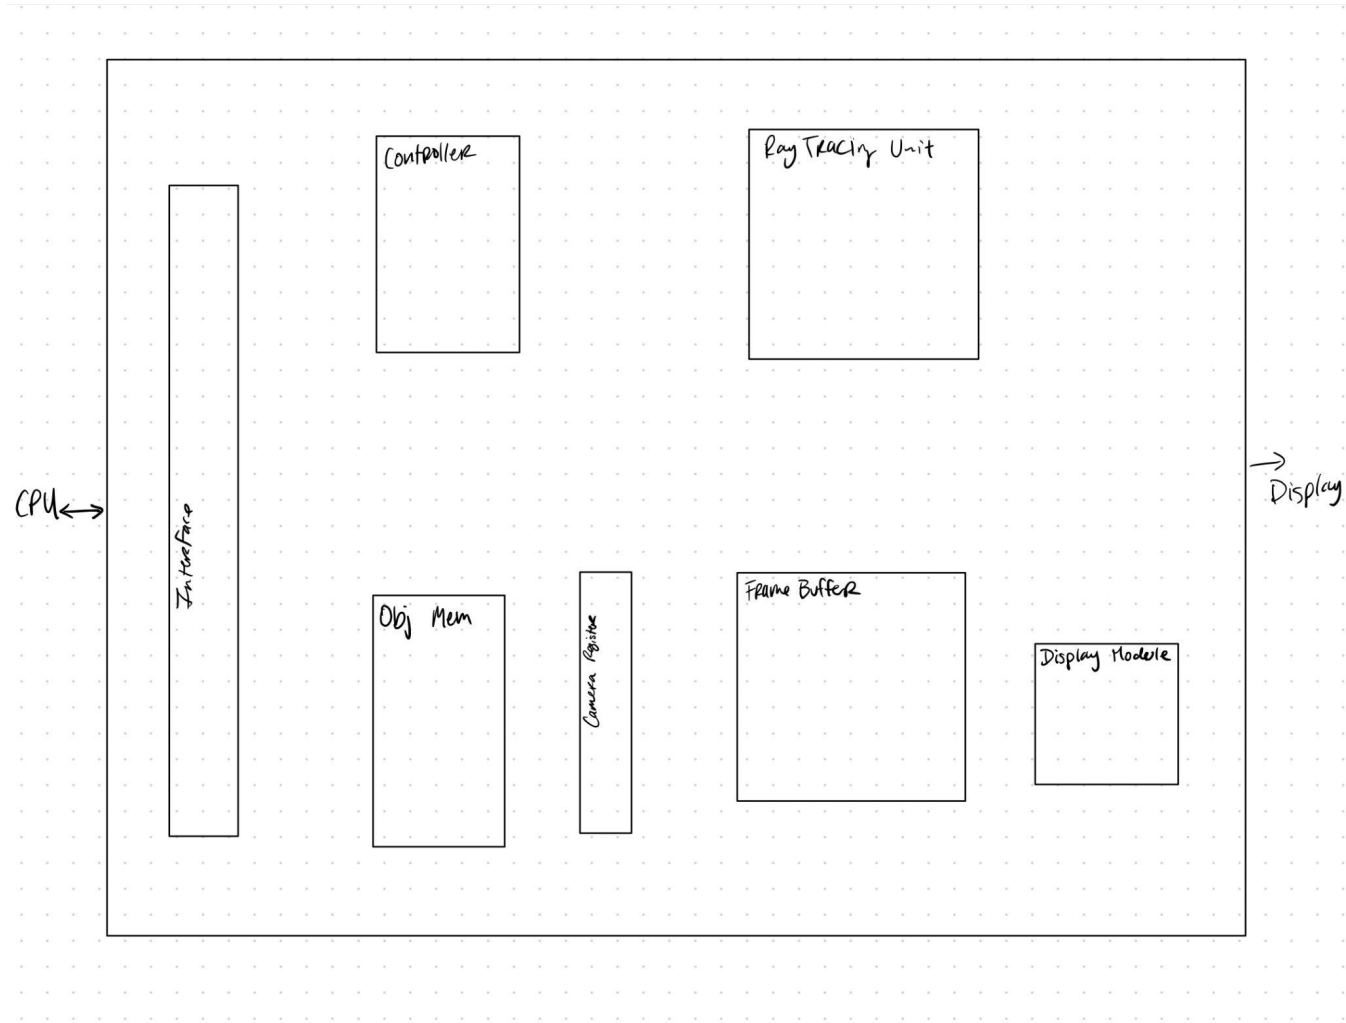 Controller
Ray Tracing Unit
CPU
Interface
Display
Obj Mem
Camera Register
Frame Buffer
Display Module